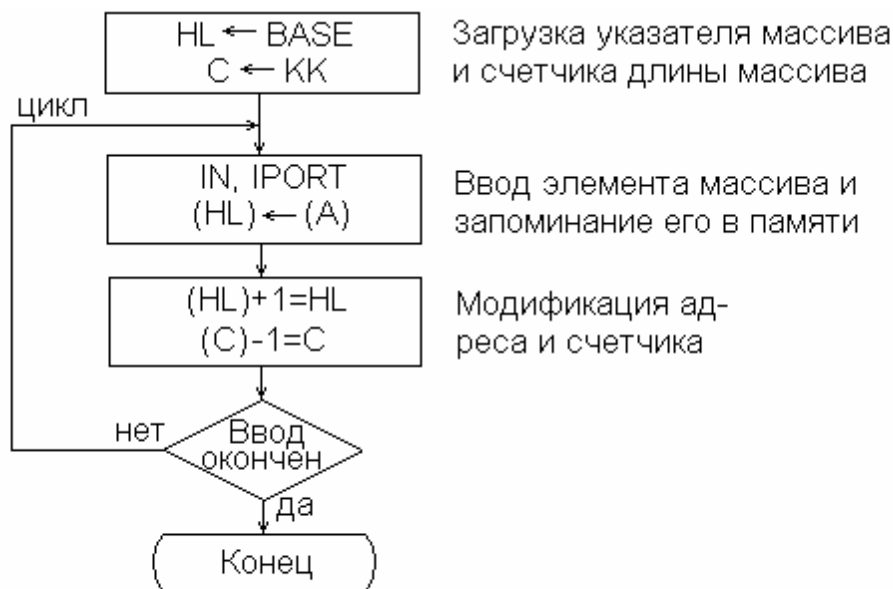 HL ← BASE
C ← KK
Загрузка указателя массива
и счетчика длины массива
цикл
IN, IPORT
(HL) ← (A)
Ввод элемента массива и
запоминание его в памяти
(HL)+1=HL
(C)-1=C
Модификация ад-
реса и счетчика
нет
Ввод
окончен
да
Конец